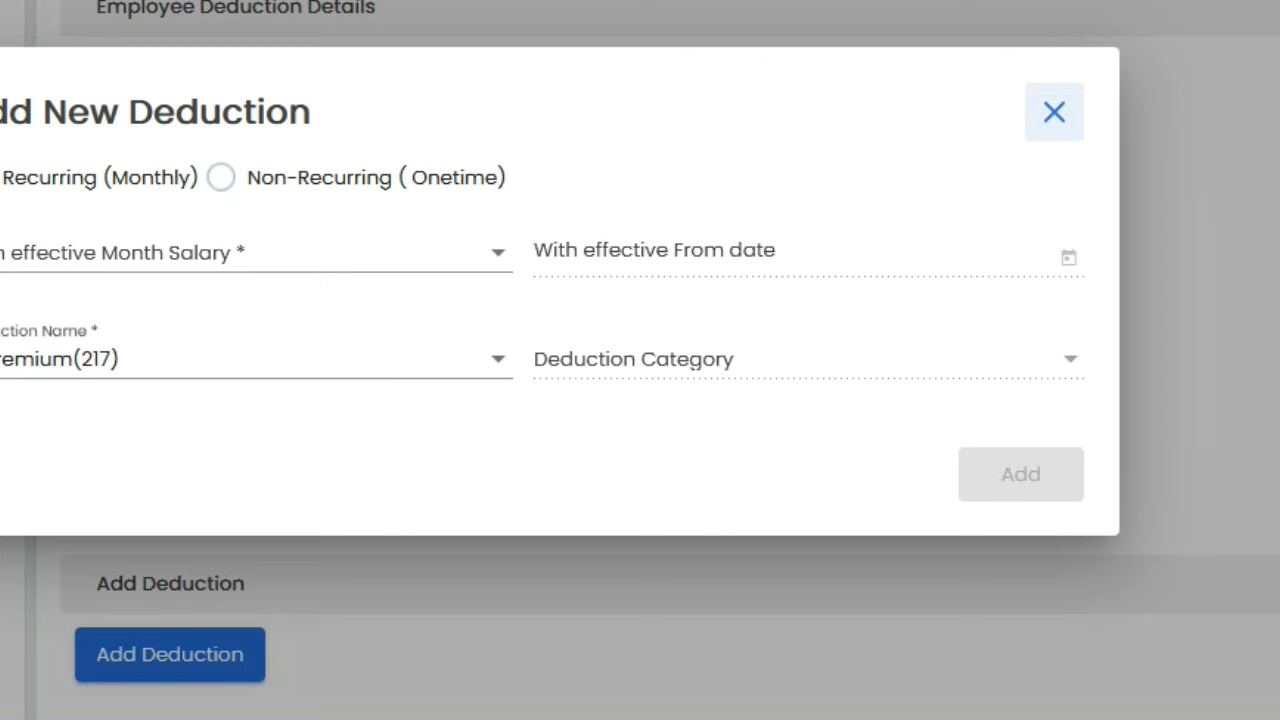 Employee Deduction Details
dd New Deduction
Recurring (Monthly) Non-Recurring ( Onetime)
effective Month Salary * With effective From date
ction Name *
remium(217) Deduction Category
Add
Add Deduction
Add Deduction